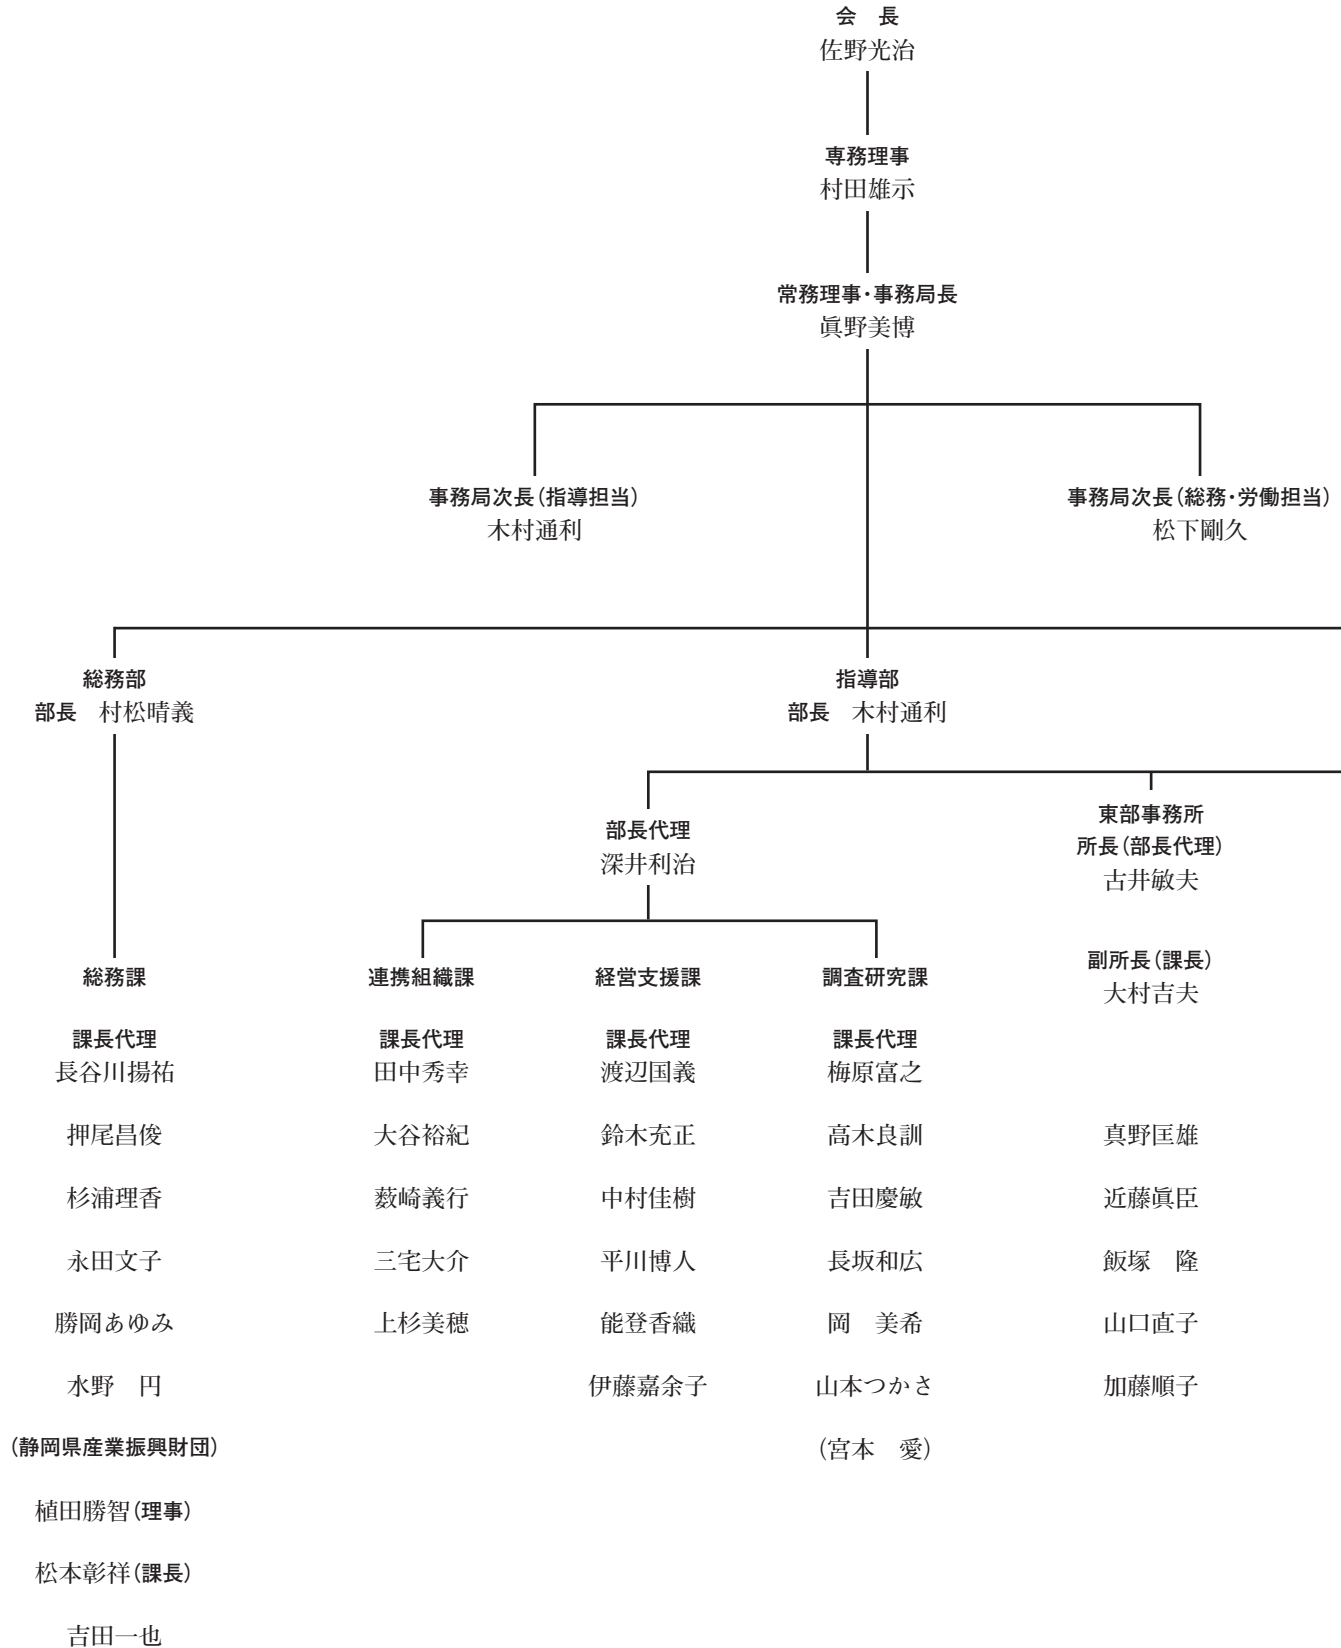 会　長
佐野光治
専務理事
村田雄示
常務理事・事務局長
眞野美博
事務局次長（指導担当）
木村通利
事務局次長（総務・労働担当）
松下剛久
総務部
部長　村松晴義
指導部
部長　木村通利
部長代理
深井利治
東部事務所
所長（部長代理）
古井敏夫
副所長（課長）
大村吉夫
総務課
課長代理
長谷川揚祐
押尾昌俊
杉浦理香
永田文子
勝岡あゆみ
水野　円
（静岡県産業振興財団）
植田勝智（理事）
松本彰祥（課長）
吉田一也
連携組織課
課長代理
田中秀幸
大谷裕紀
薮崎義行
三宅大介
上杉美穂
経営支援課
課長代理
渡辺国義
鈴木充正
中村佳樹
平川博人
能登香織
伊藤嘉余子
調査研究課
課長代理
梅原富之
高木良訓
吉田慶敏
長坂和広
岡　美希
山本つかさ
（宮本　愛）
真野匡雄
近藤眞臣
飯塚　隆
山口直子
加藤順子